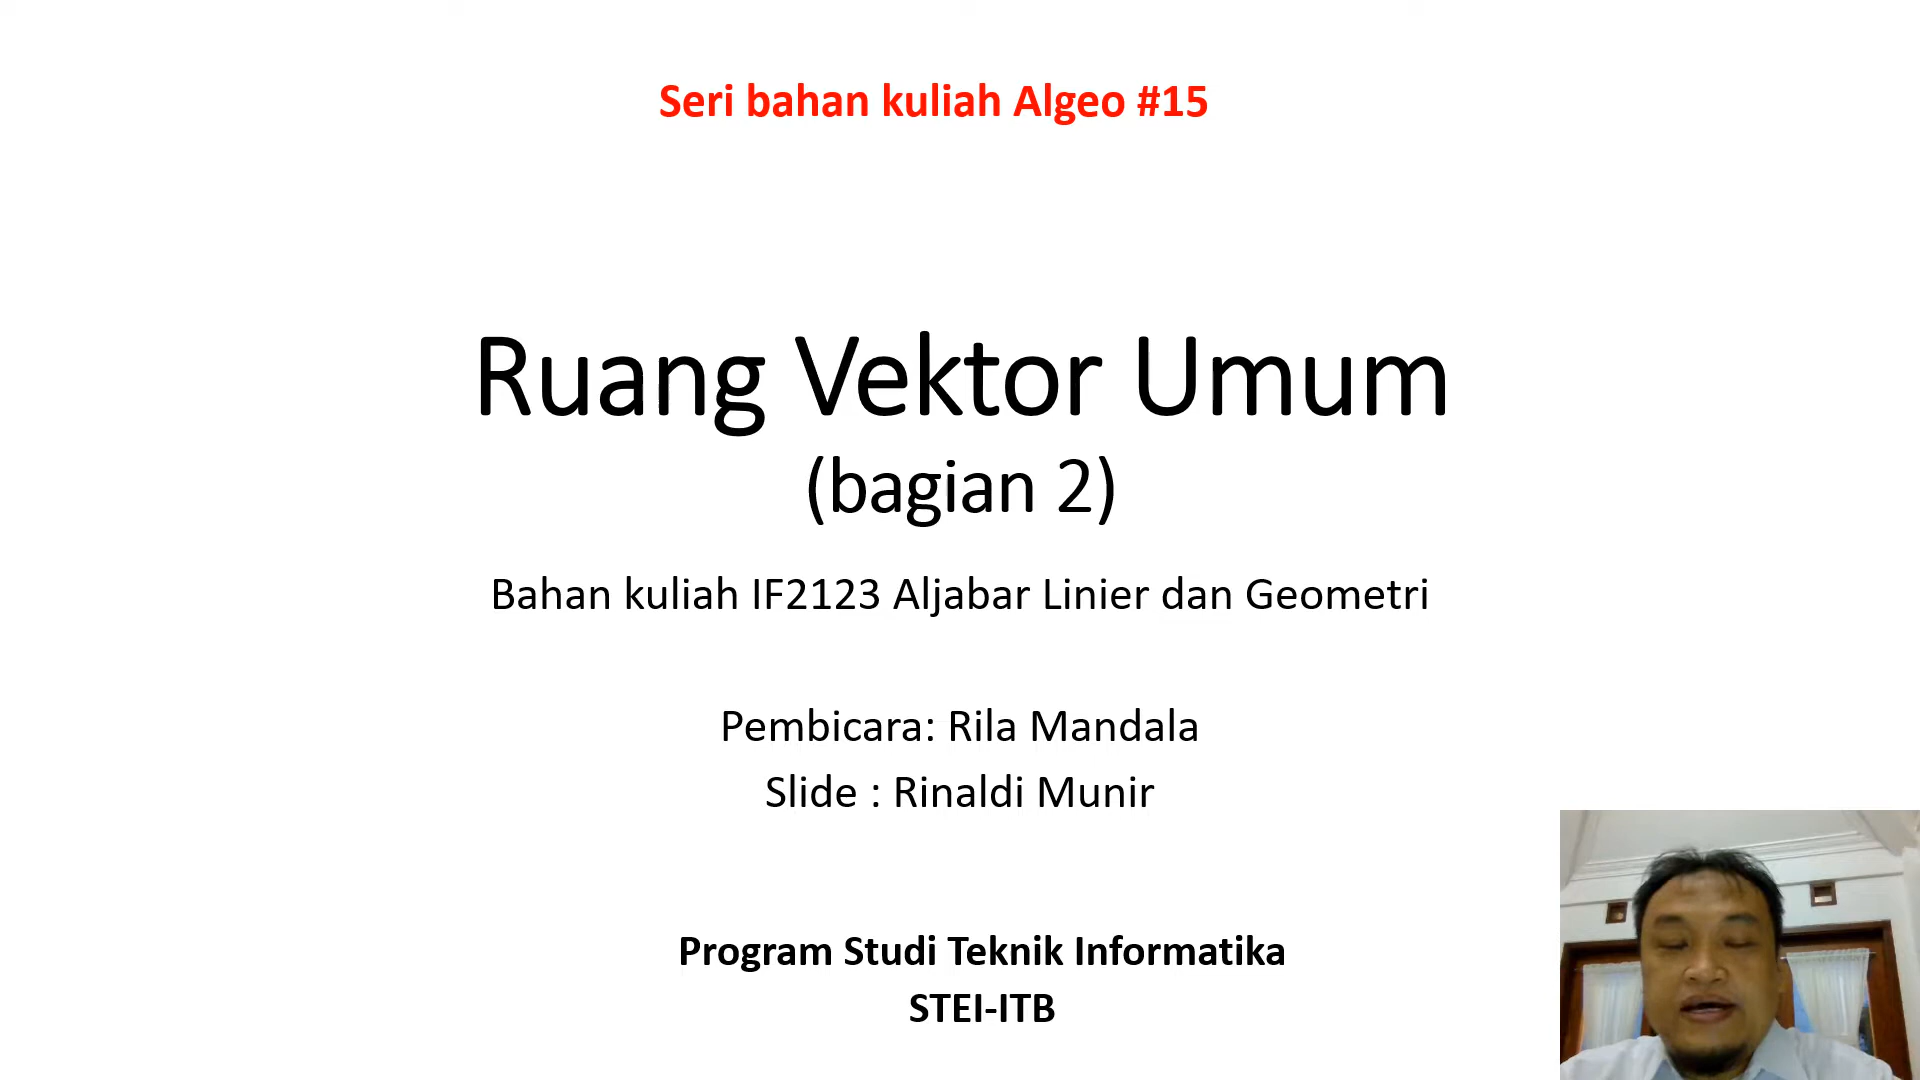 Seri bahan kuliah Algeo #15
Ruang Vektor Umum
(bagian 2)
Bahan kuliah IF2123 Aljabar Linier dan Geometri
Pembicara: Rila Mandala
Slide : Rinaldi Munir
Program Studi Teknik Informatika
STEI-ITB